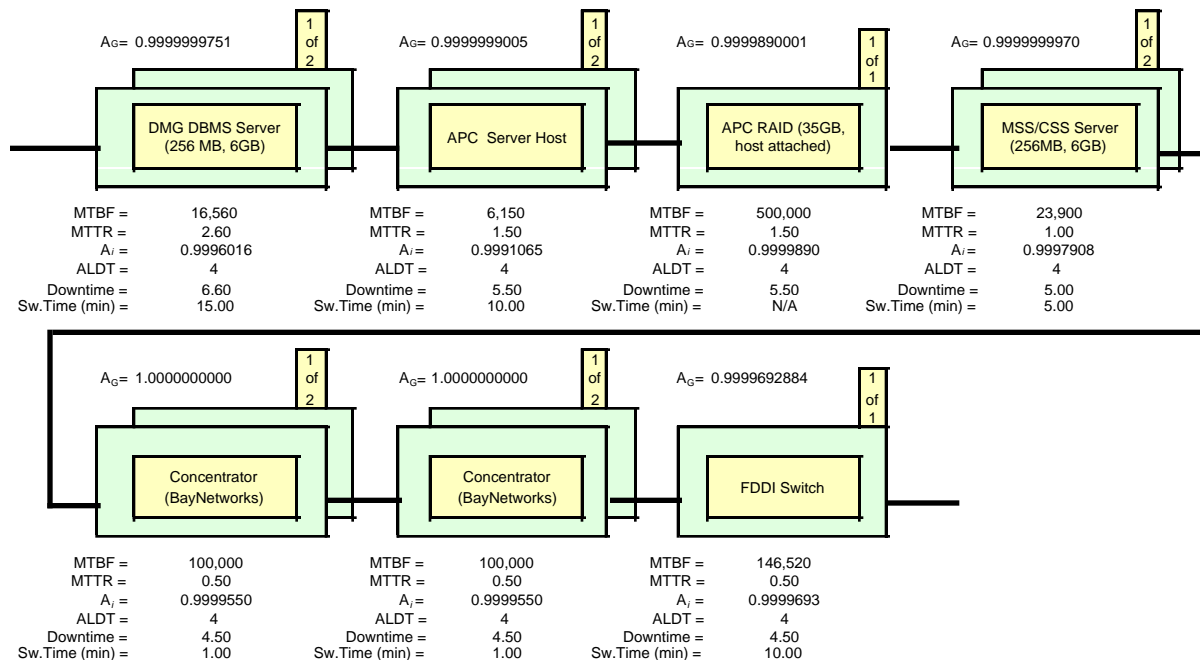 AG= 0.9999999751 1 of 2 AG= 0.9999999005 1 of 2 AG= 0.9999890001 1 of 1 AG= 0.9999999970 1 of 2
DMG DBMS Server APC Server Host APC RAID (35GB, MSS/CSS Server
(256 MB, 6GB) host attached) (256MB, 6GB)
MTBF = 16,560 MTBF = 6,150 MTBF = 500,000 MTBF = 23,900
MTTR = 2.60 MTTR = 1.50 MTTR = 1.50 MTTR = 1.00
Ai = 0.9996016 Ai = 0.9991065 Ai = 0.9999890 Ai = 0.9997908
ALDT = 4 ALDT = 4 ALDT = 4 ALDT = 4
Downtime = 6.60 Downtime = 5.50 Downtime = 5.50 Downtime = 5.00
Sw.Time (min) = 15.00 Sw.Time (min) = 10.00 Sw.Time (min) = N/A Sw.Time (min) = 5.00
AG= 1.0000000000 1 of 2 AG= 1.0000000000 1 of 2 AG= 0.9999692884 1 of 1
Concentrator Concentrator FDDI Switch
(BayNetworks) (BayNetworks)
MTBF = 100,000 MTBF = 100,000 MTBF = 146,520
MTTR = 0.50 MTTR = 0.50 MTTR = 0.50
Ai = 0.9999550 Ai = 0.9999550 Ai = 0.9999693
ALDT = 4 ALDT = 4 ALDT = 4
Downtime = 4.50 Downtime = 4.50 Downtime = 4.50
Sw.Time (min) = 1.00 Sw.Time (min) = 1.00 Sw.Time (min) = 10.00